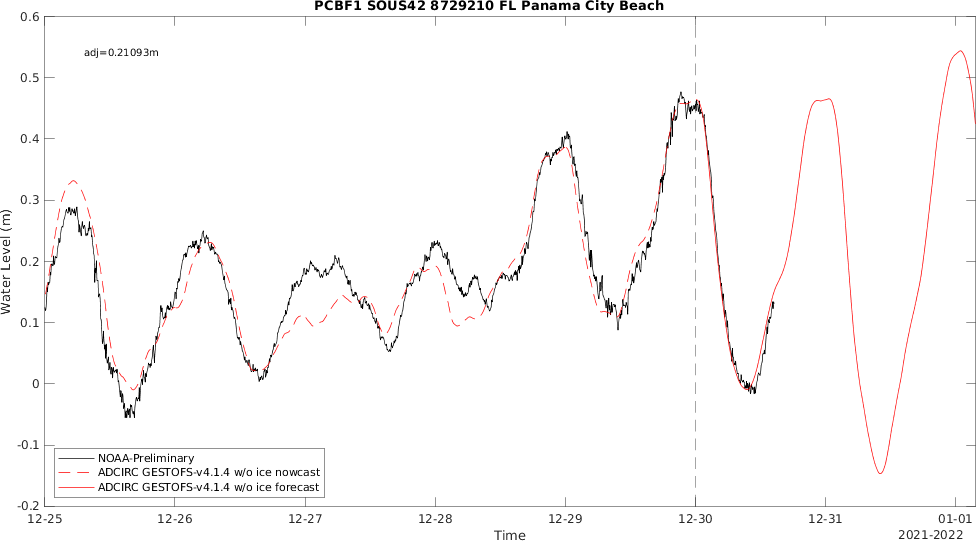 PCBF1 SOUS42 8729210 FL Panama City Beach
0.6
adj=0.21093m
0.5
0.4
0.3
0.2
0.1
0
-0.1
-0.2
Water Level (m)
NOAA-Preliminary
ADCIRC GESTOFS-v4.1.4 w/o ice nowcast
ADCIRC GESTOFS-v4.1.4 w/o ice forecast
12-25 12-26 12-27 12-28 12-29 12-30 12-31 01-01
Time
2021-2022